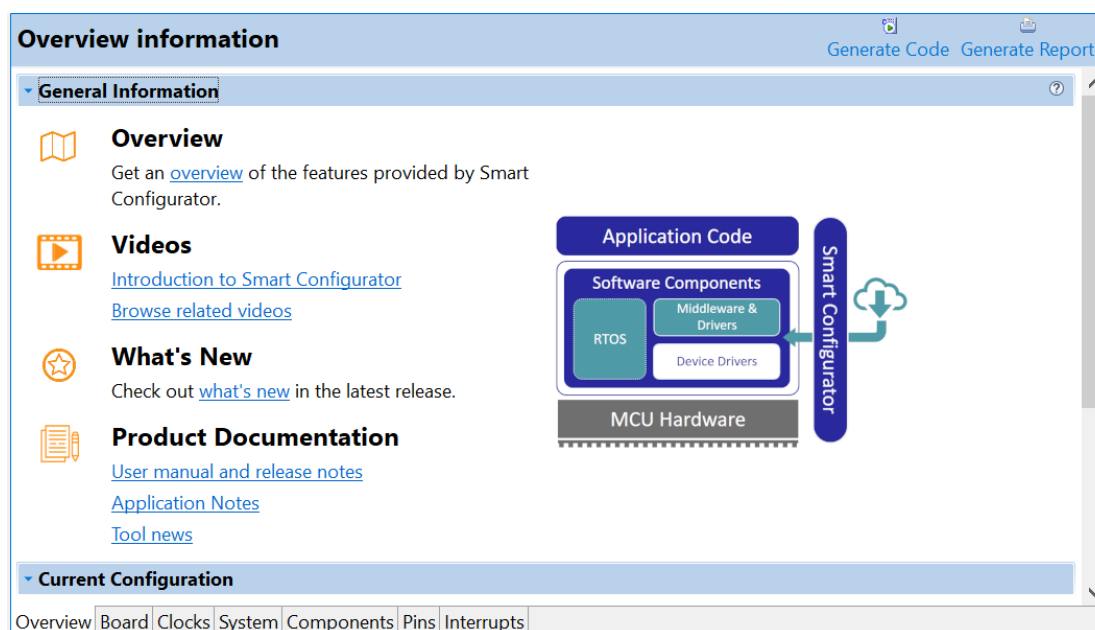 Overview information
Generate Code Generate Report
General Information
Overview
Get an overview of the features provided by Smart
Configurator.
Videos
Introduction to Smart Configurator
Browse related videos
What's New
Check out what's new in the latest release.
Product Documentation
User manual and release notes
Application Notes
Tool news
Application Code
Software Components
RTOS
Middleware &
Drivers
Device Drivers
MCU Hardware
Smart Configurator
Current Configuration
Overview Board Clocks System Components Pins Interrupts